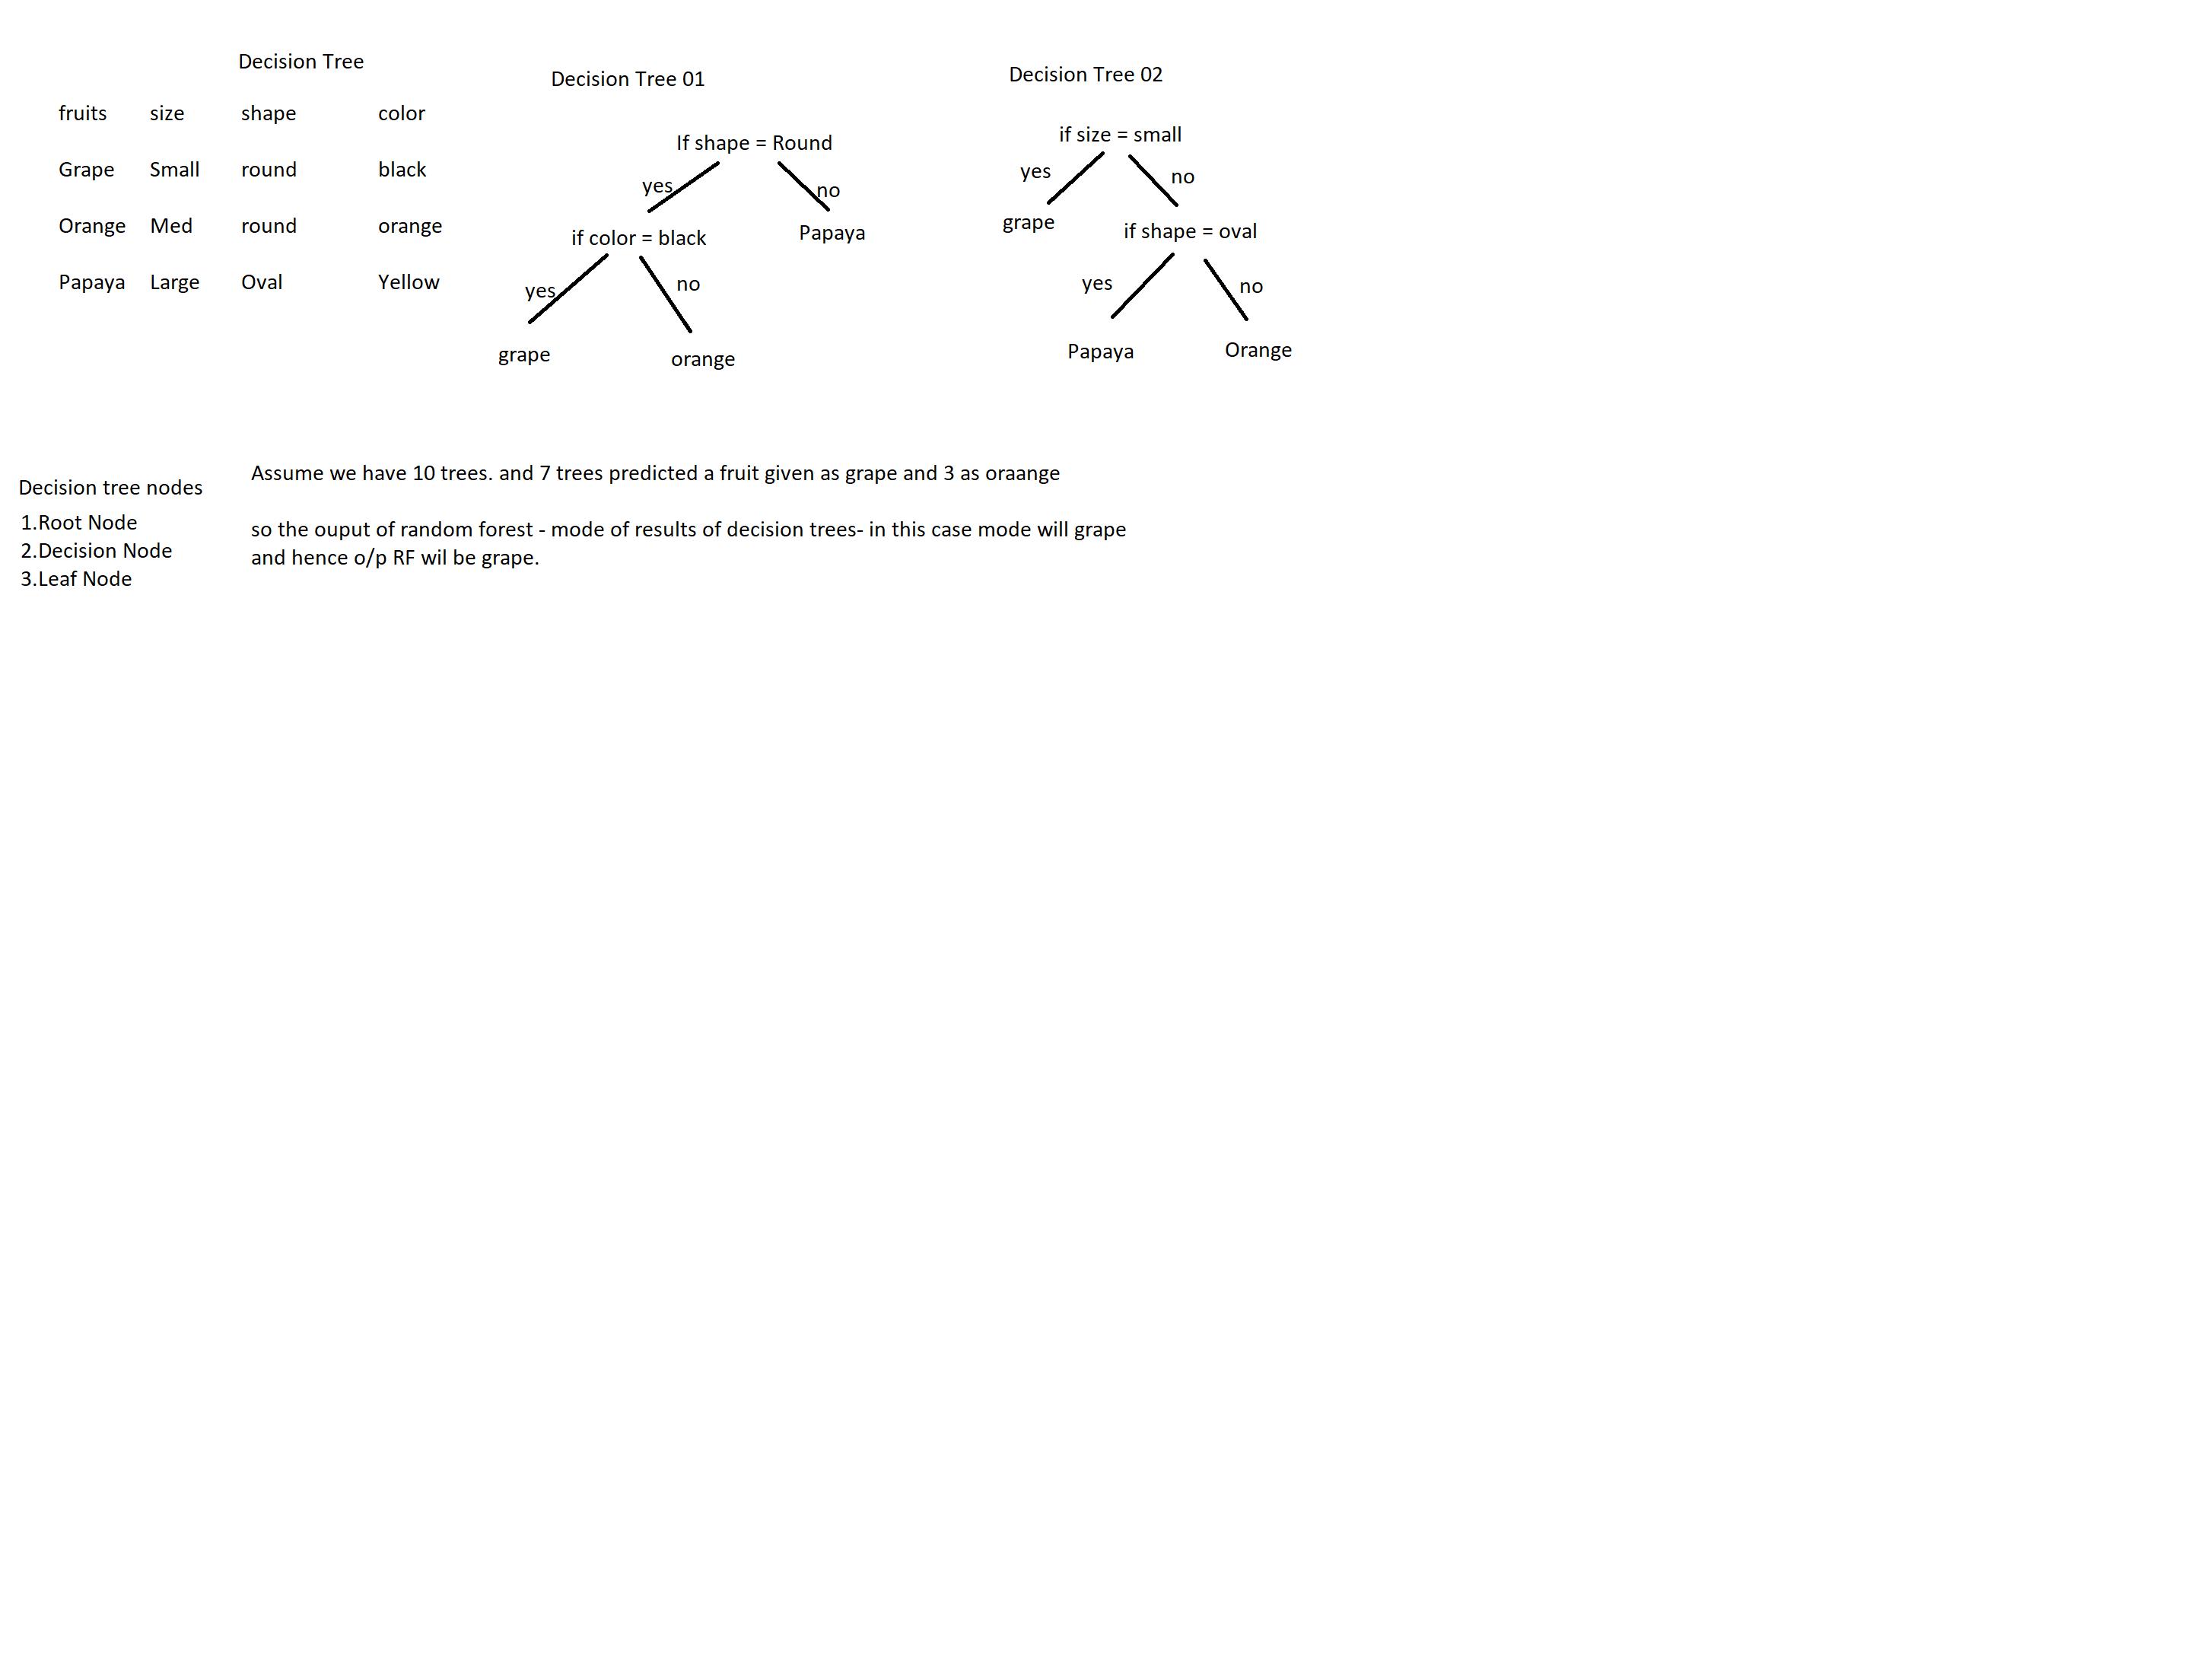 Decision Tree
fruits size shape color
Grape Small round black
Orange Med round orange
Papaya Large Oval Yellow
Decision Tree 01
If shape = Round
yes no
if color = black Papaya
yes no
grape orange
Decision Tree 02
if size = small
yes no
grape if shape = oval
yes no
Papaya Orange
Decision tree nodes
1.Root Node
2.Decision Node
3.Leaf Node
Assume we have 10 trees. and 7 trees predicted a fruit given as grape and 3 as oraange
so the ouput of random forest - mode of results of decision trees- in this case mode will grape
and hence o/p RF wil be grape.